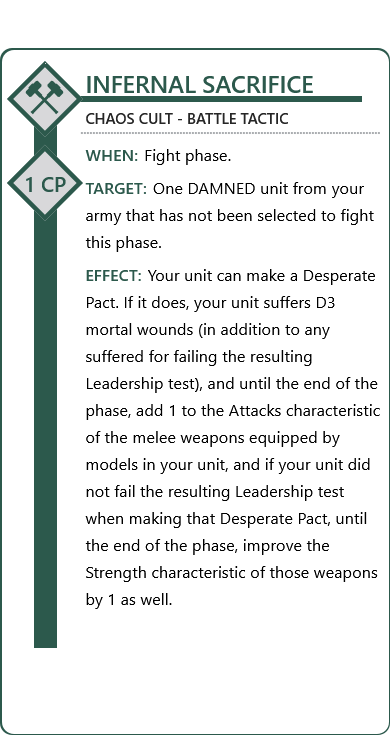 INFERNAL SACRIFICE
CHAOS CULT - BATTLE TACTIC
1 CP
WHEN: Fight phase.
TARGET: One DAMNED unit from your
army that has not been selected to fight
this phase.
EFFECT: Your unit can make a Desperate
Pact. If it does, your unit suffers D3
mortal wounds (in addition to any
suffered for failing the resulting
Leadership test), and until the end of the
phase, add 1 to the Attacks characteristic
of the melee weapons equipped by
models in your unit, and if your unit did
not fail the resulting Leadership test
when making that Desperate Pact, until
the end of the phase, improve the
Strength characteristic of those weapons
by 1 as well.